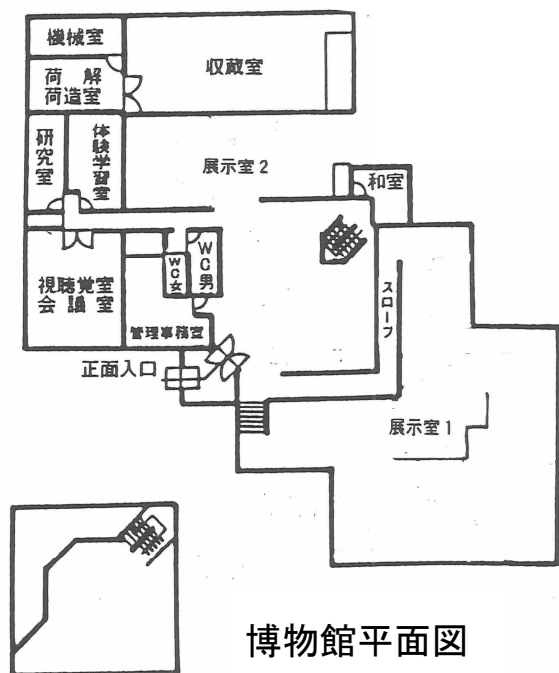 機械室
荷解
荷造室
収蔵室
研究室
体験学習室
展示室2
和室
視聴覚室
会議室
WC女
WC男
管理事務室
スロープ
正面入口
展示室1
博物館平面図